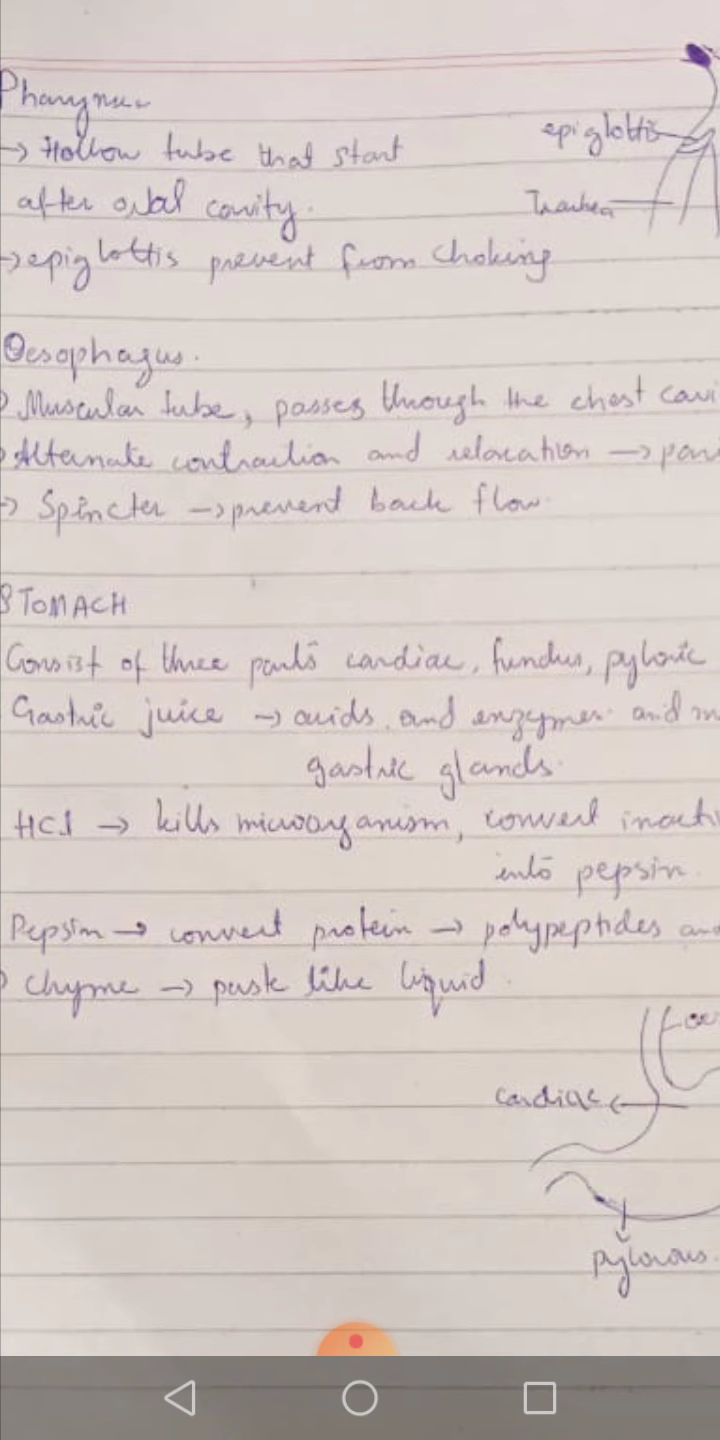 Pharynx
epiglottis
→ Hollow tube that start
after oral cavity.
Trachea
→ epiglottis prevent from choking
Oesophagus.
Muscular tube, passes through the chest cavi
Alternate contraction and relaxation →
→ Spincter → prevent back flow.
STOMACH
Consist of three parts cardiac, fundus, pyloric
Gastric juice → acids and enzymes and m
gastric glands.
HCl → kills microorganism, convert inacti
into pepsin.
Pepsin → convert protein → polypeptides and
chyme → paste like liquid.
oe
Cardiac
pylorous.